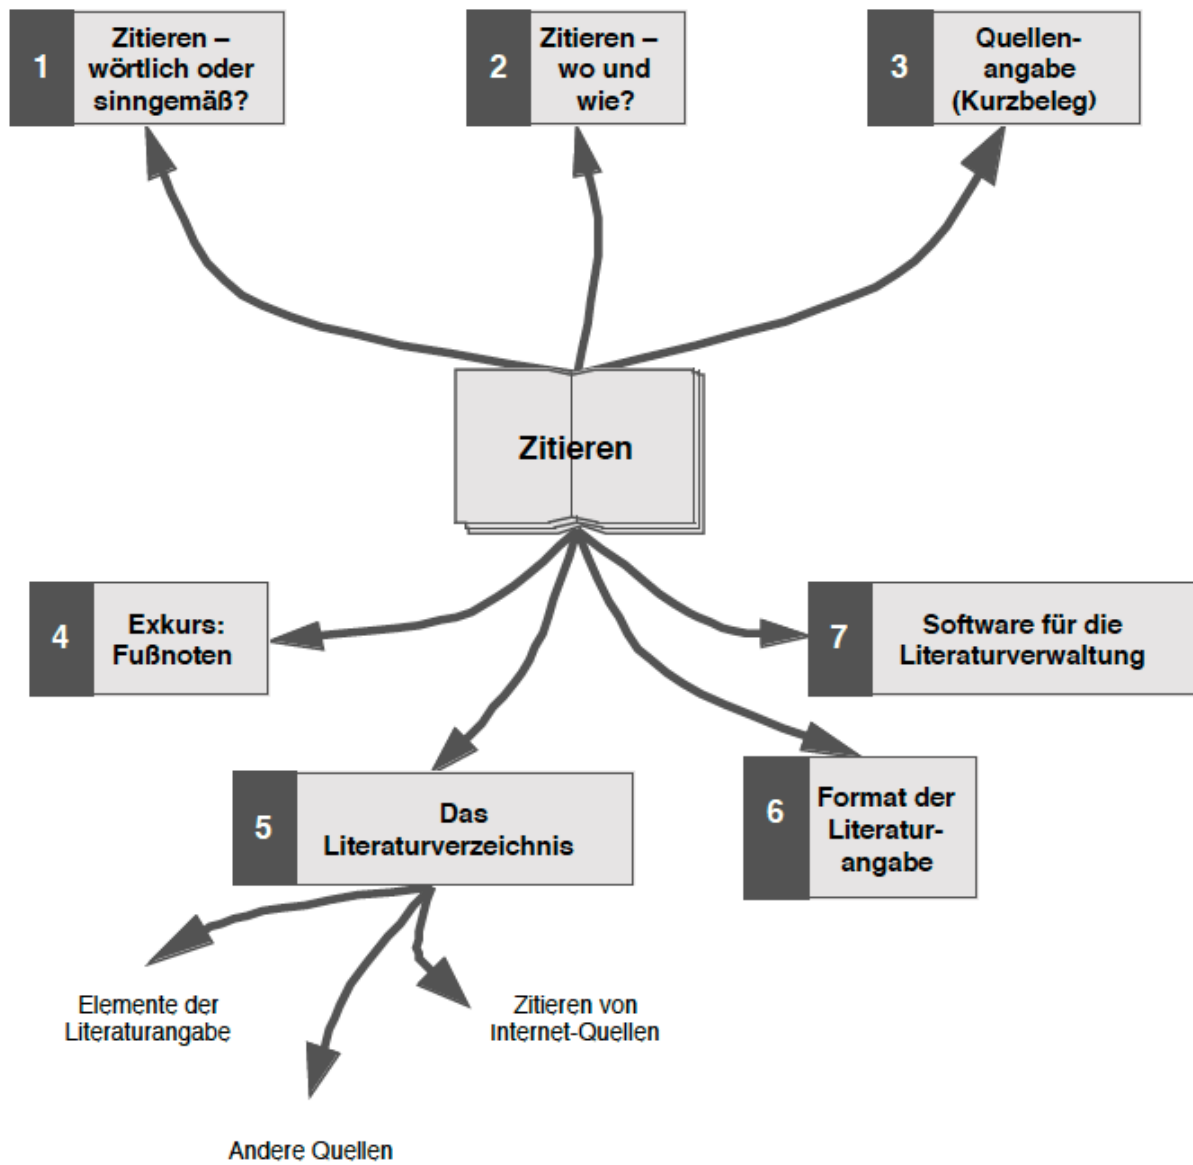 1
Zitieren –
wörtlich oder
sinngemäß?
2
Zitieren –
wo und
wie?
3
Quellen-
angabe
(Kurzbeleg)
Zitieren
4
Exkurs:
Fußnoten
7
Software für die
Literaturverwaltung
5
Das
Literaturverzeichnis
6
Format der
Literatur-
angabe
Elemente der
Literaturangabe
Zitieren von
Internet-Quellen
Andere Quellen